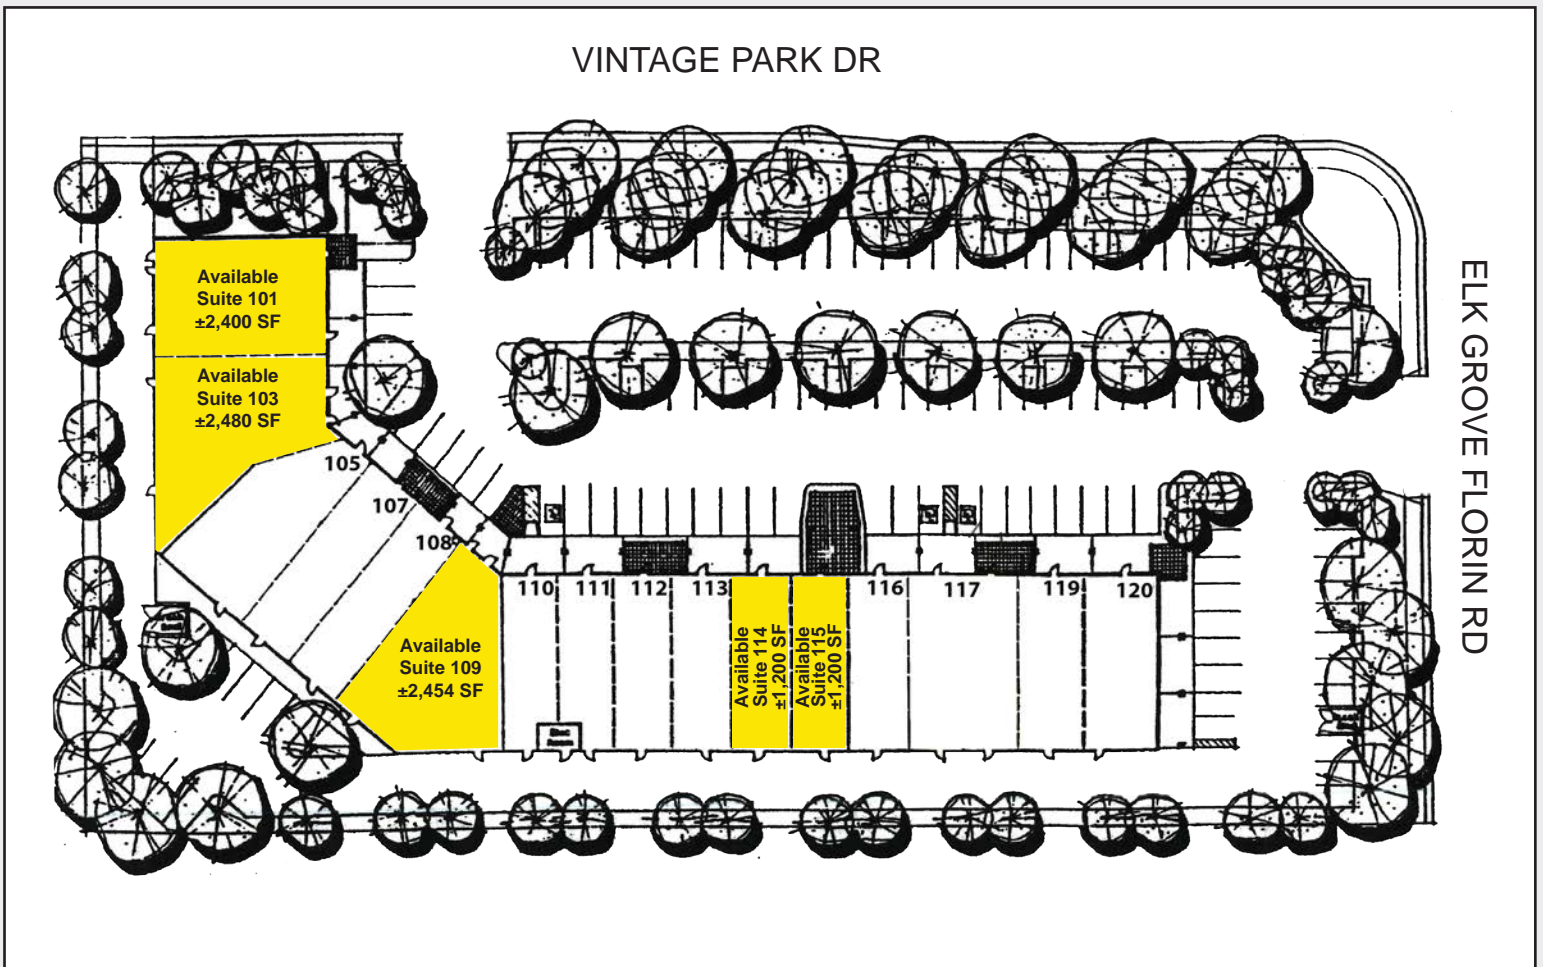 VINTAGE PARK DR
ELK GROVE FLORIN RD
Available
Suite 101
±2,400 SF
Available
Suite 103
±2,480 SF
105
107
108
Available
Suite 109
±2,454 SF
110
111
112
113
Available
Suite 114
±1,200 SF
Available
Suite 115
±1,200 SF
116
117
119
120
Elec
Room